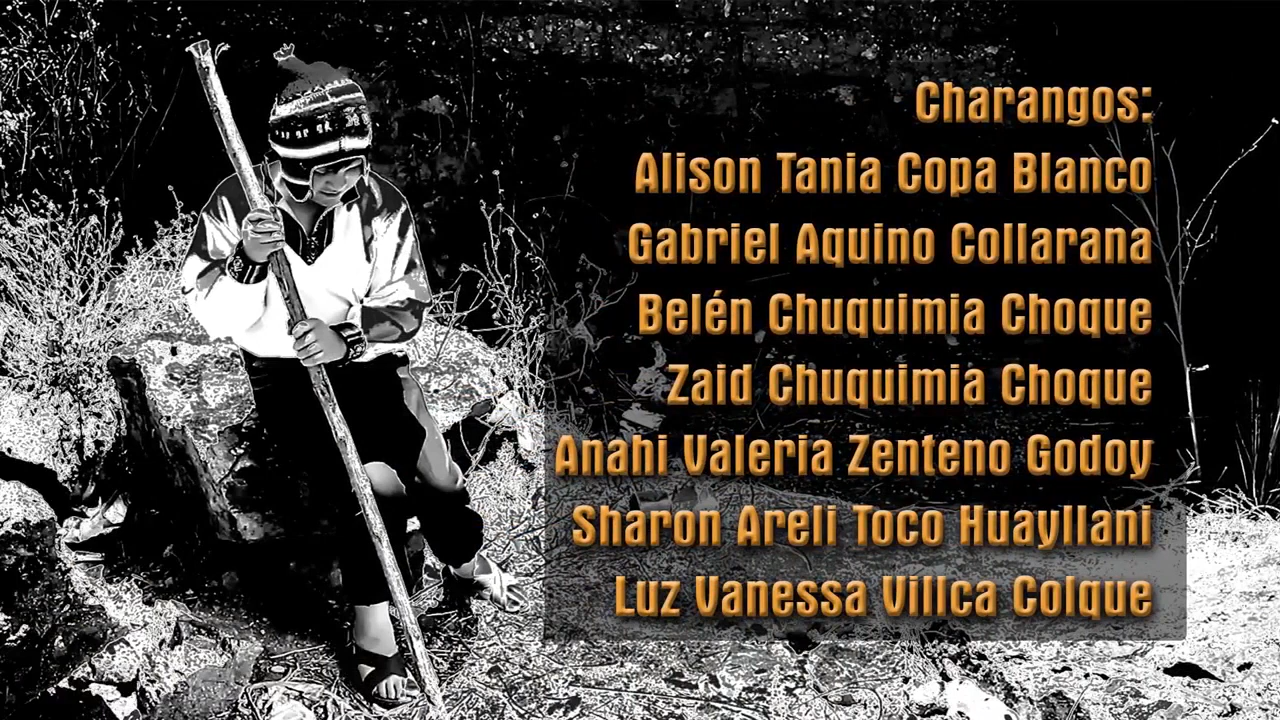 Charangos:
Alison Tania Copa Blanco
Gabriel Aquino Collarana
Belén Chuquimia Choque
Zaid Chuquimia Choque
Anahi Valeria Zenteno Godoy
Sharon Areli Toco Huayllani
Luz Vanessa Villca Colque